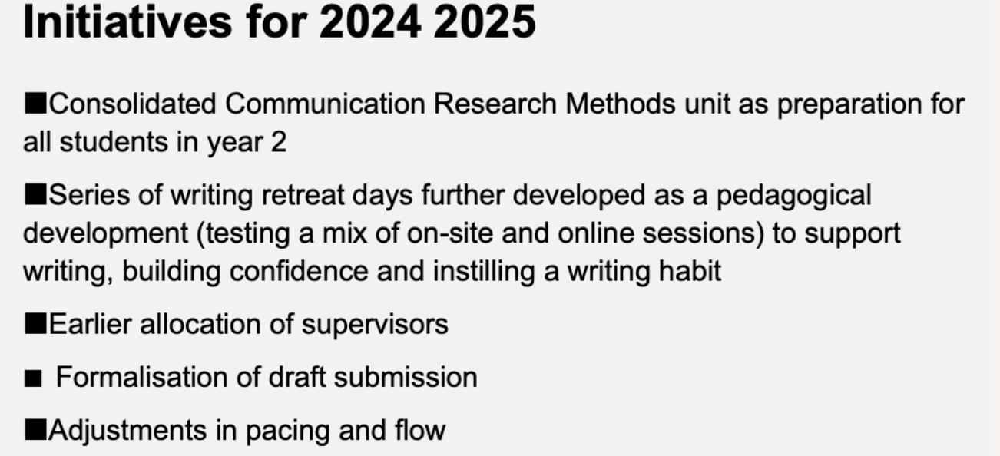 Initiatives for 2024 2025
■Consolidated Communication Research Methods unit as preparation for
all students in year 2
■Series of writing retreat days further developed as a pedagogical
development (testing a mix of on-site and online sessions) to support
writing, building confidence and instilling a writing habit
■Earlier allocation of supervisors
■ Formalisation of draft submission
■Adjustments in pacing and flow